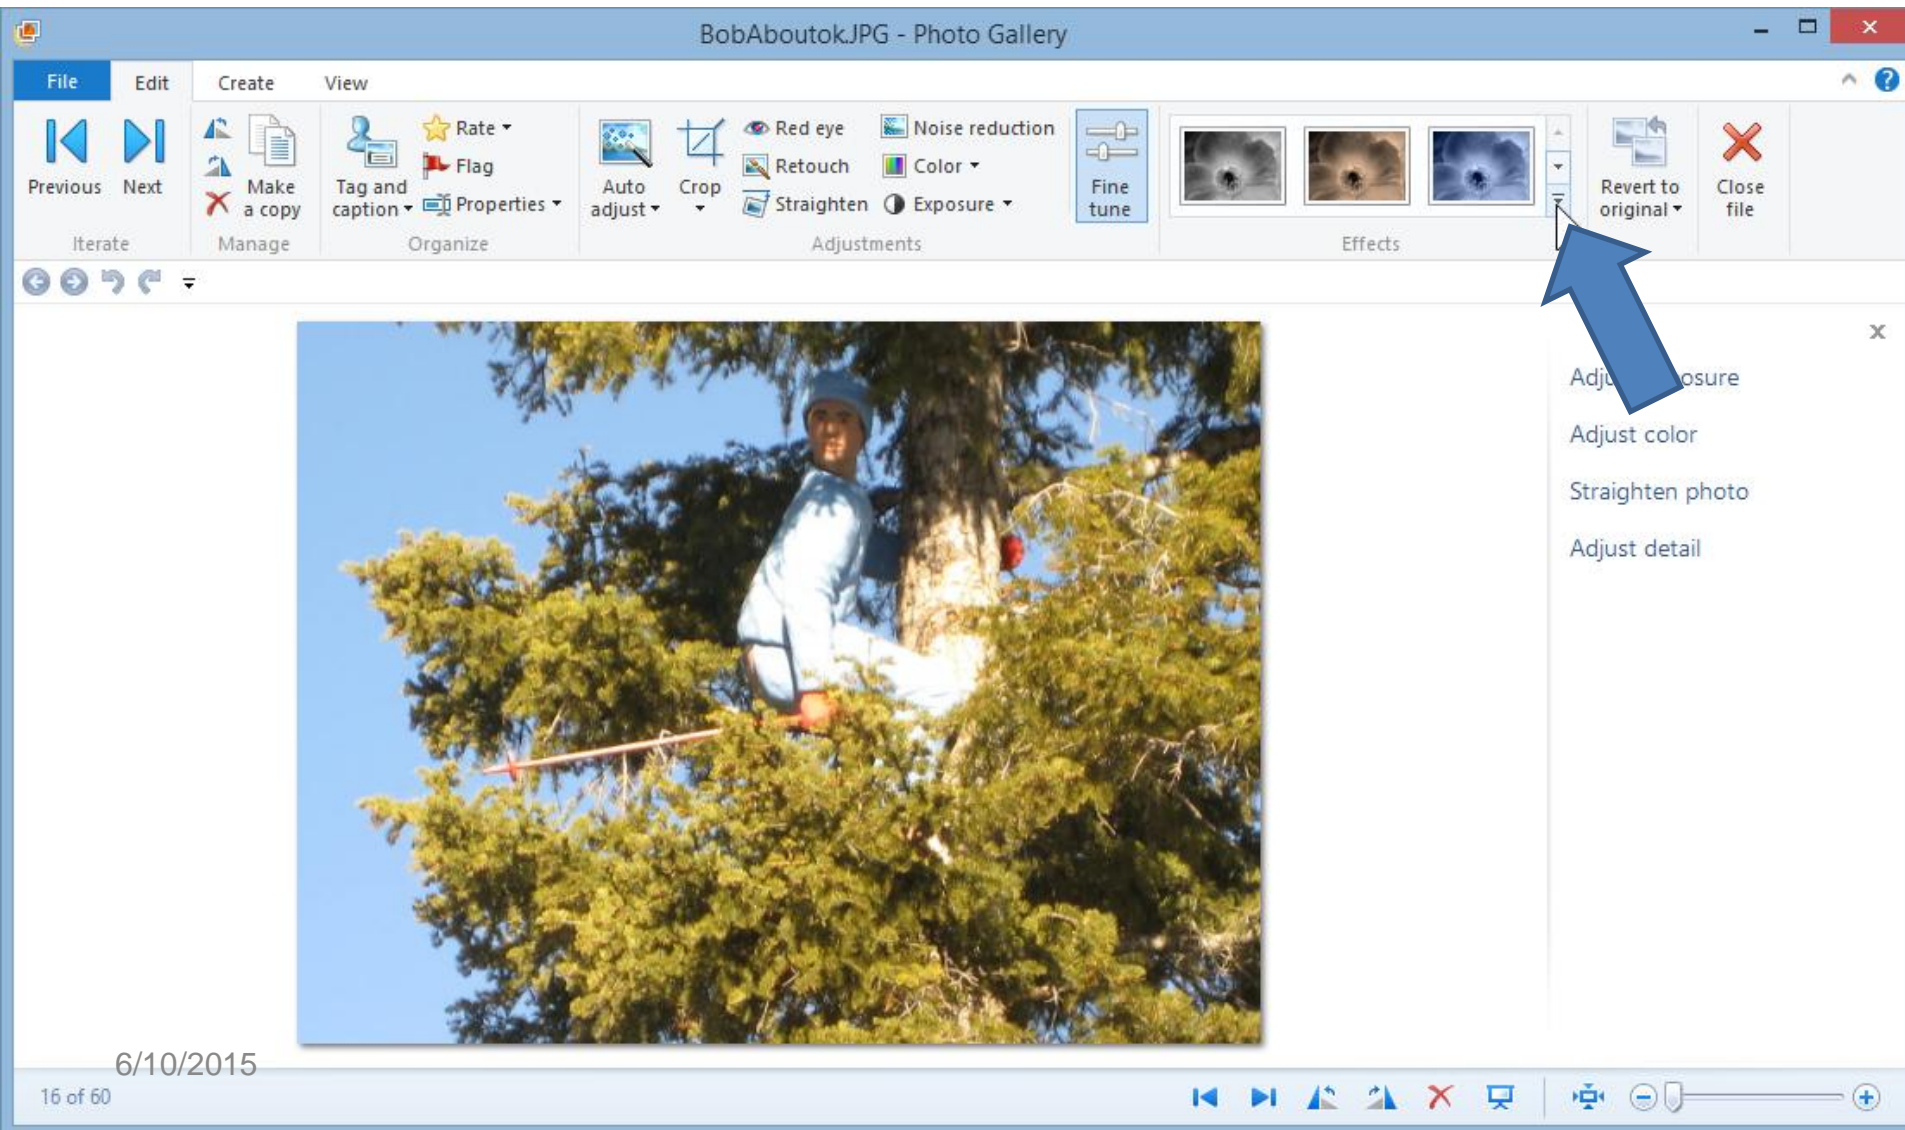 BobAboutok.JPG - Photo Gallery
File Edit Create View
Previous Next
Make a copy
Tag and caption
Rate
Flag
Properties
Auto adjust
Crop
Red eye
Retouch
Straighten
Noise reduction
Color
Exposure
Fine tune
Revert to original
Close file
Iterate Manage Organize Adjustments Effects
Adjust color
Straighten photo
Adjust detail
6/10/2015
16 of 60